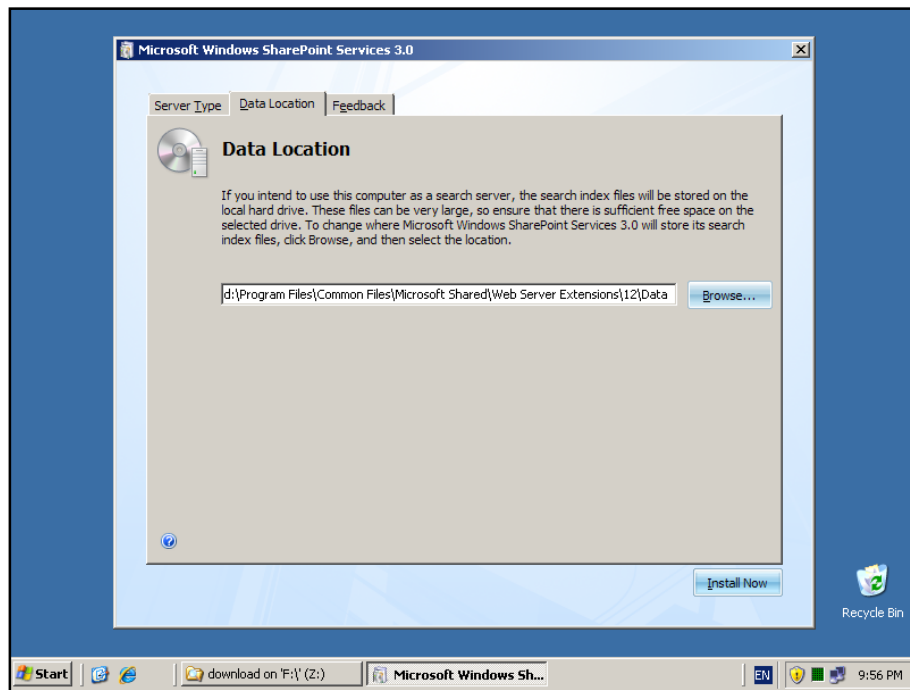 Microsoft Windows SharePoint Services 3.0
Server Type
Data Location
Feedback
Data Location
If you intend to use this computer as a search server, the search index files will be stored on the
local hard drive. These files can be very large, so ensure that there is sufficient free space on the
selected drive. To change where Microsoft Windows SharePoint Services 3.0 will store its search
index files, click Browse, and then select the location.
d:\Program Files\Common Files\Microsoft Shared\Web Server Extensions\12\Data
Browse...
Install Now
Recycle Bin
Start
download on 'F:\' (Z:)
Microsoft Windows Sh...
EN
9:56 PM